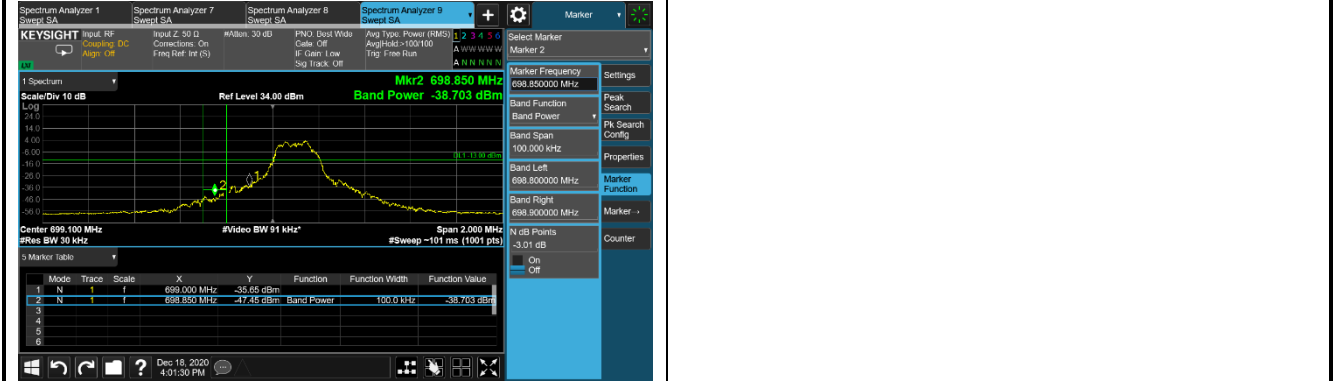 Spectrum Analyzer 1
Swept SA
Spectrum Analyzer 7
Swept SA
Spectrum Analyzer 8
Swept SA
Spectrum Analyzer 9
Swept SA
+
Marker
KEYSIGHT
Input: RF
Coupling: DC
Align: Off
Input Z: 50 Ω
Corrections: On
Freq Ref: Int (S)
#Atten: 30 dB
PNO: Best Wide
Gate: Off
IF Gain: Low
Sig Track: Off
Avg Type: Power (RMS)
Avg|Hold:>100/100
Trig: Free Run
1 2 3 4 5 6
A W W W W W
A N N N N N
LXI
Select Marker
Marker 2
1 Spectrum
Scale/Div 10 dB
Ref Level 34.00 dBm
Mkr2 698.850 MHz
Band Power -38.703 dBm
Log
24.0
14.0
4.00
-6.00
-16.0
-26.0
-36.0
-46.0
-56.0
DL1 -13.00 dBm
2
1
Center 699.100 MHz
#Res BW 30 kHz
#Video BW 91 kHz*
Span 2.000 MHz
#Sweep ~101 ms (1001 pts)
Marker Frequency
698.850000 MHz
Band Function
Band Power
Band Span
100.000 kHz
Band Left
698.800000 MHz
Band Right
698.900000 MHz
N dB Points
-3.01 dB
On
Off
Settings
Peak
Search
Pk Search
Config
Properties
Marker
Function
Marker→
Counter
5 Marker Table
Mode Trace Scale X Y Function Function Width Function Value
1 N 1 f 699.000 MHz -35.65 dBm
2 N 1 f 698.850 MHz -47.45 dBm Band Power 100.0 kHz -38.703 dBm
3
4
5
6
?
Dec 18, 2020
4:01:30 PM